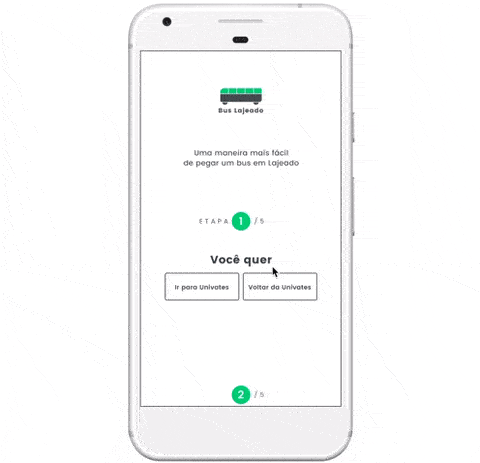 Bus Lajeado
Uma maneira mais fácil
de pegar um bus em Lajeado
ETAPA 1 / 5
Você quer
Ir para Univates
Voltar da Univates
2 / 5